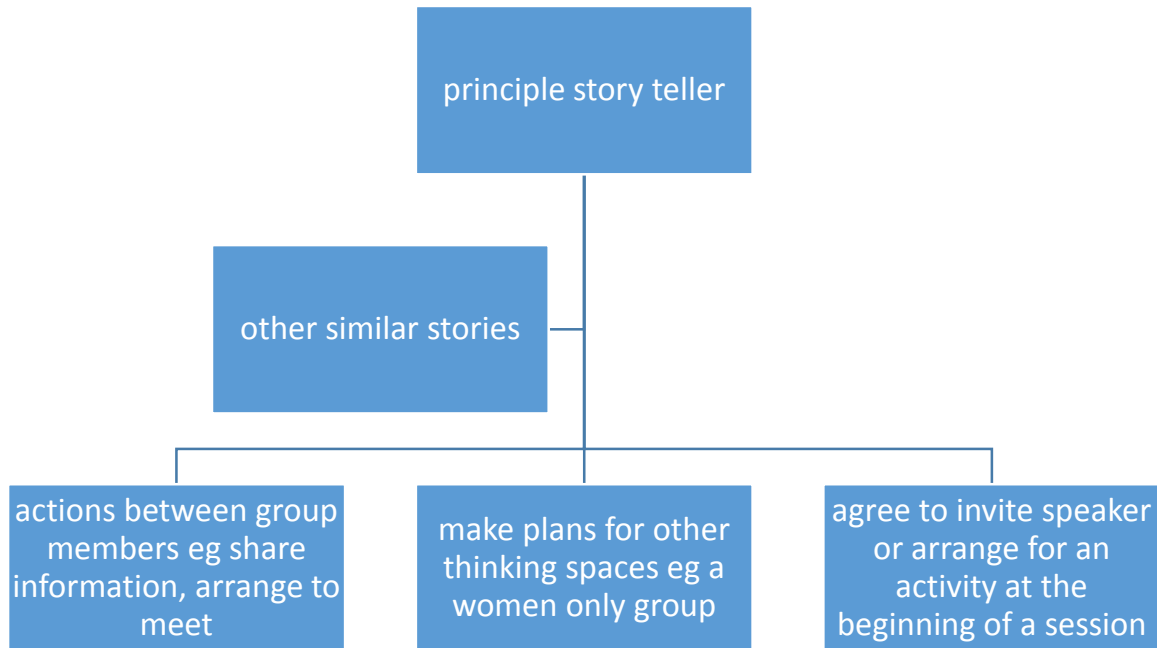 principle story teller
other similar stories
actions between group
members eg share
information, arrange to
meet
make plans for other
thinking spaces eg a
women only group
agree to invite speaker
or arrange for an
activity at the
beginning of a session